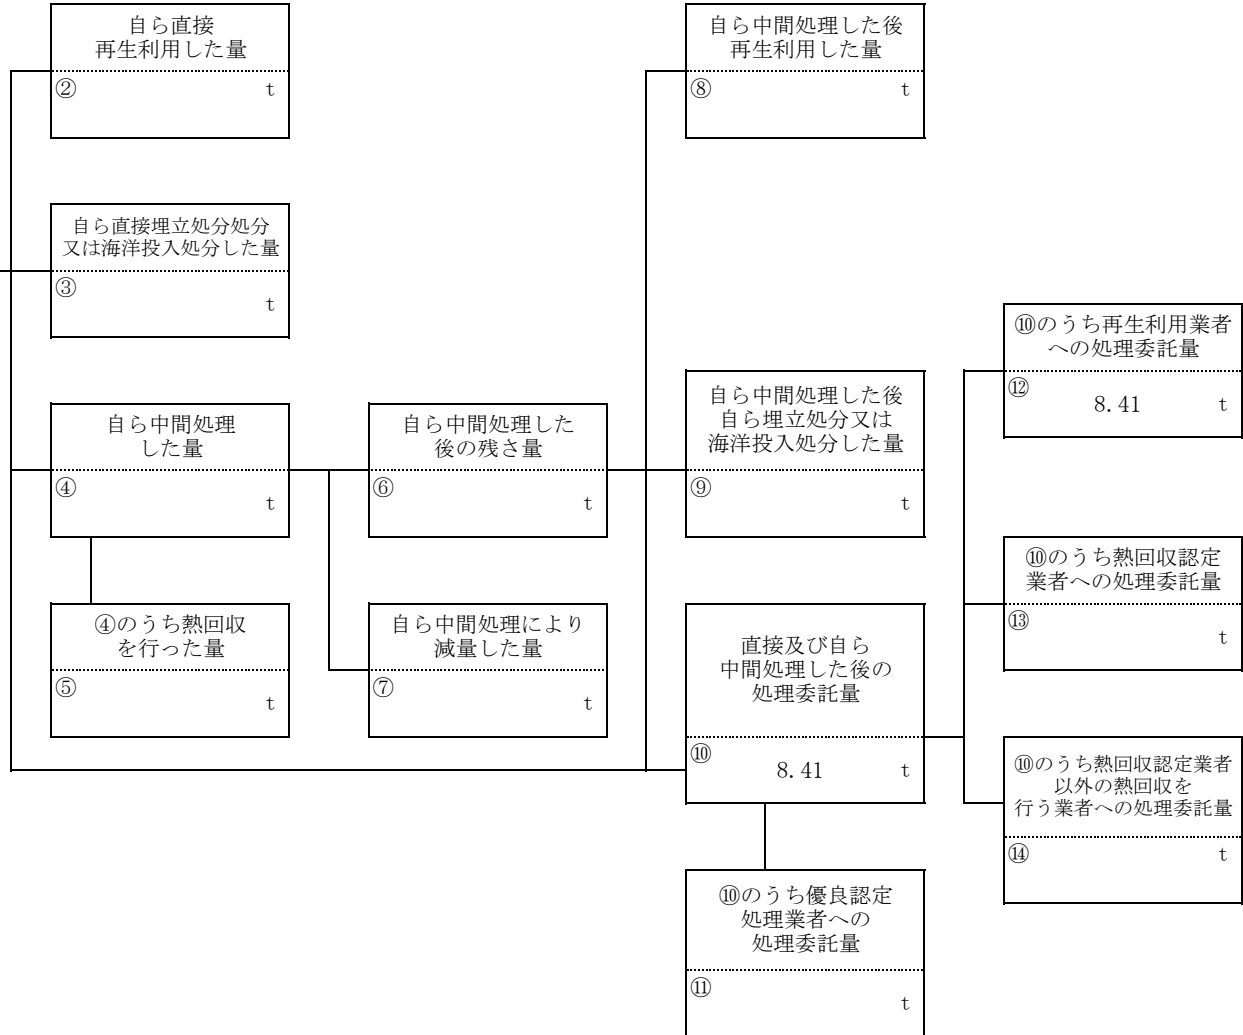 自ら直接
再生利用した量
②
t
自ら中間処理した後
再生利用した量
⑧
t
自ら直接埋立処分処分
又は海洋投入処分した量
③
t
⑩のうち再生利用業者
への処理委託量
⑫
8.41 t
自ら中間処理
した量
④
t
自ら中間処理した
後の残さ量
⑥
t
自ら中間処理した後
自ら埋立処分又は
海洋投入処分した量
⑨
t
⑩のうち熱回収認定
業者への処理委託量
⑬
t
④のうち熱回収
を行った量
⑤
t
自ら中間処理により
減量した量
⑦
t
直接及び自ら
中間処理した後の
処理委託量
⑩
8.41 t
⑩のうち熱回収認定業者
以外の熱回収を
行う業者への処理委託量
⑭
t
⑩のうち優良認定
処理業者への
処理委託量
⑪
t